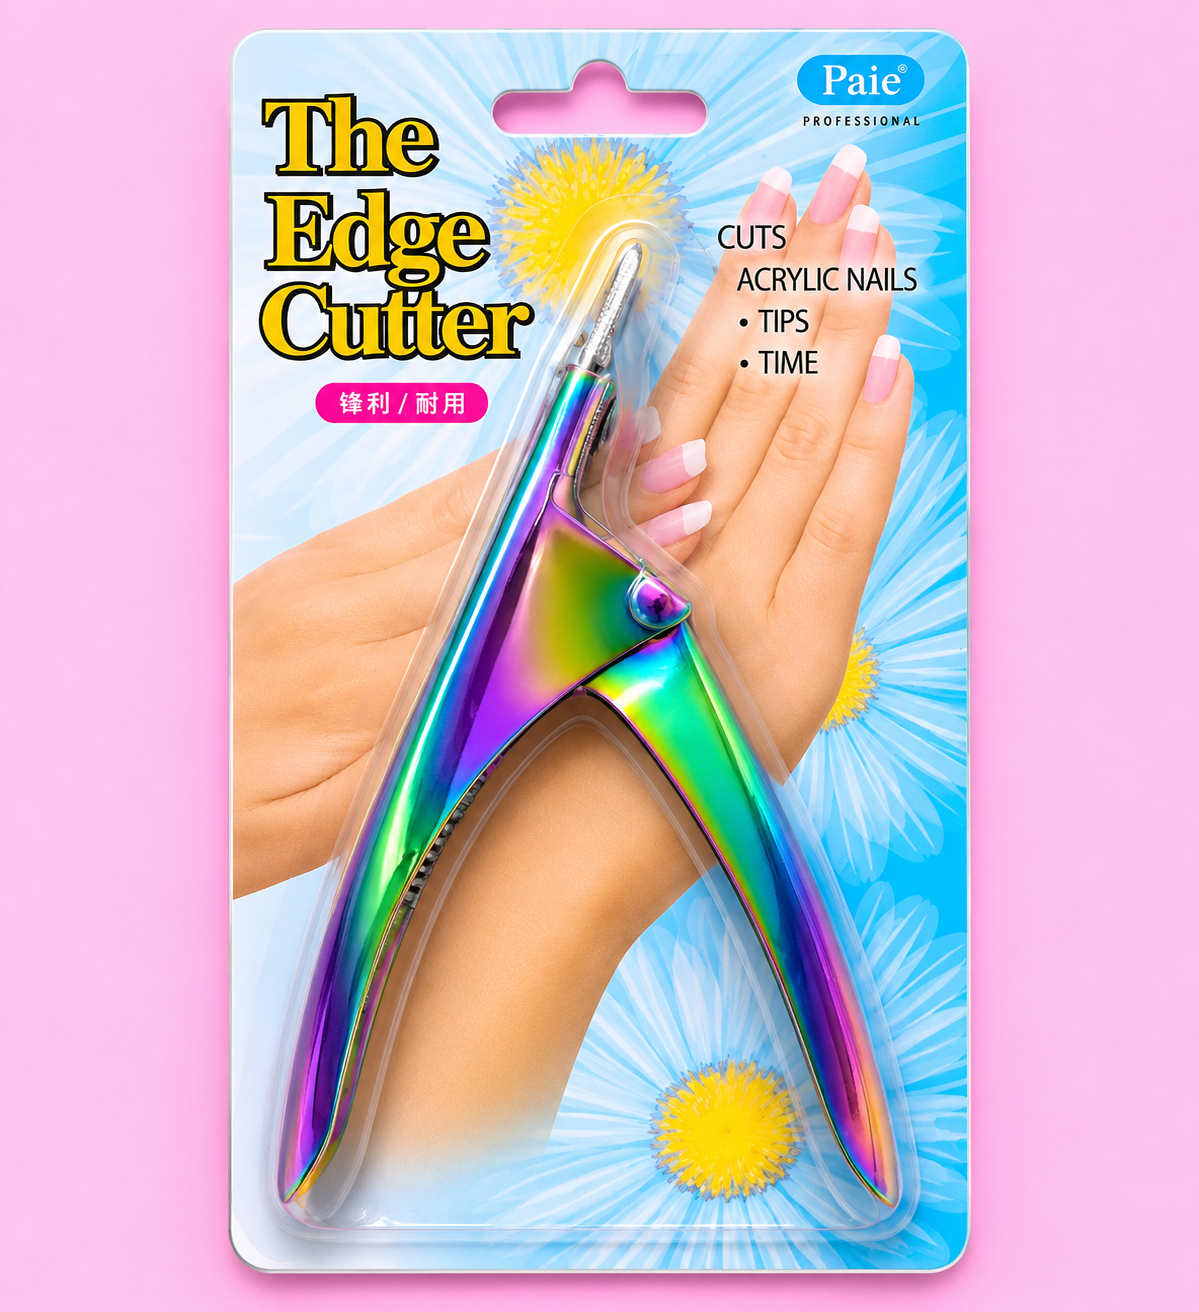 The
Edge
Cutter
锋利 / 耐用
Paie®
PROFESSIONAL
CUTS
ACRYLIC NAILS
• TIPS
• TIME